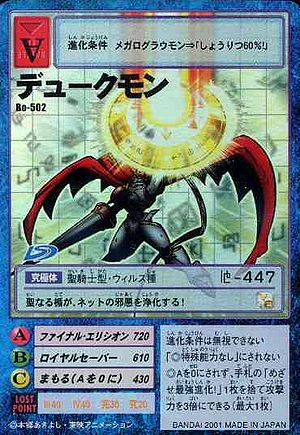 進化条件 メガログラウモン⇒「しょうりつ60%!」
デュークモン
Bo-502
究極体 聖騎士型・ウィルス種
聖なる盾が、ネットの邪悪を浄化する!
A ファイナル・エリシオン 720
B ロイヤルセーバー 610
C まもる(Aを0に) 430
進化条件は無視できない
◎「特殊能力なし」にされない
◎Aを0にされず、手札の「めざ
せ最強進化!」1枚を捨て攻撃
力を3倍にできる(最大1枚)
LOST POINT
©本郷あきよし・東映アニメーション
BANDAI 2001 MADE IN JAPAN